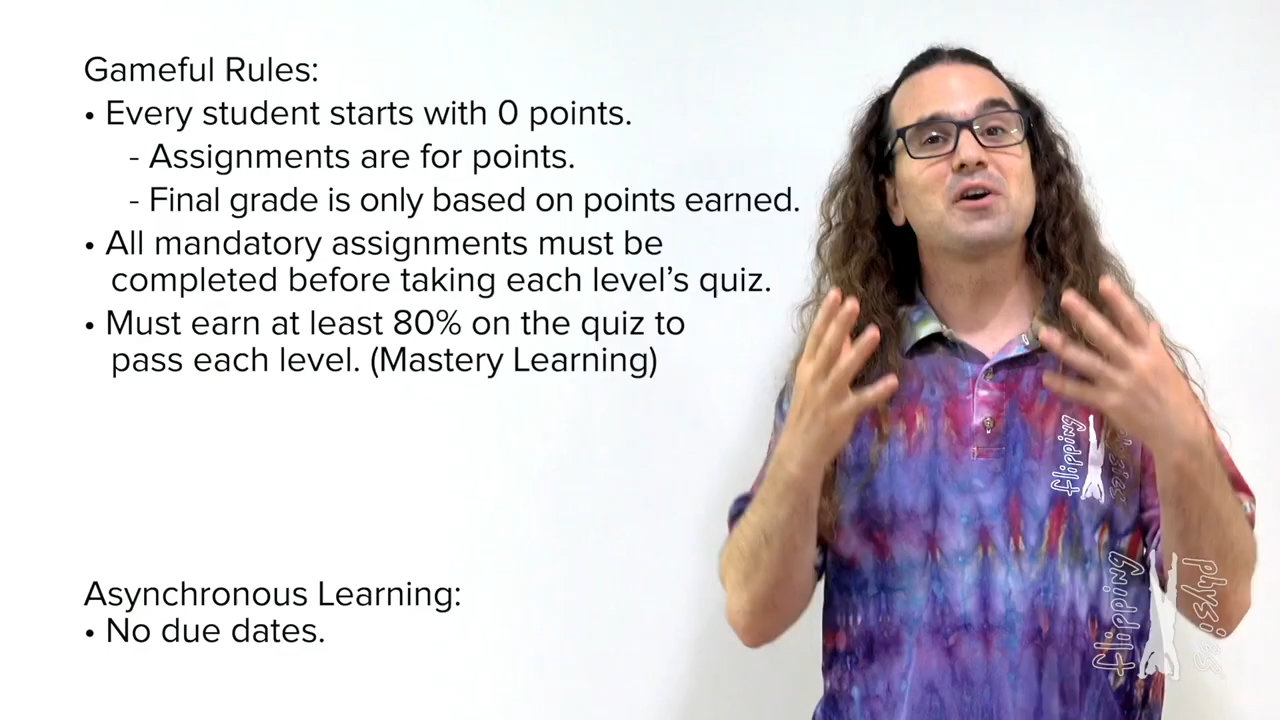 Gameful Rules:
• Every student starts with 0 points.
- Assignments are for points.
- Final grade is only based on points earned.
• All mandatory assignments must be
completed before taking each level's quiz.
• Must earn at least 80% on the quiz to
pass each level. (Mastery Learning)
Asynchronous Learning:
• No due dates.
flipping
physics
flipping
physics